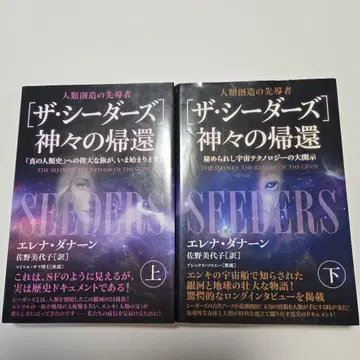 人類創造の先導者
[ザ・シーダーズ]
神々の帰還
「真の人類史」への偉大な旅が、いま始まります
THE SEEDERS: THE RETURN OF THE GODS
SEEDERS
エレナ・ダナーン
佐野美代子[訳]
上
これは、SFのように見えるが、
実は歴史ドキュメントである!
人類創造の先導者
[ザ・シーダーズ]
神々の帰還
秘められし宇宙テクノロジーの大開示
THE SEEDERS: THE RETURN OF THE GODS
SEEDERS
エレナ・ダナーン
佐野美代子[訳]
下
エンキの宇宙船で知らされた
銀河と地球の壮大な物語!
驚愕的なロングインタビューを掲載